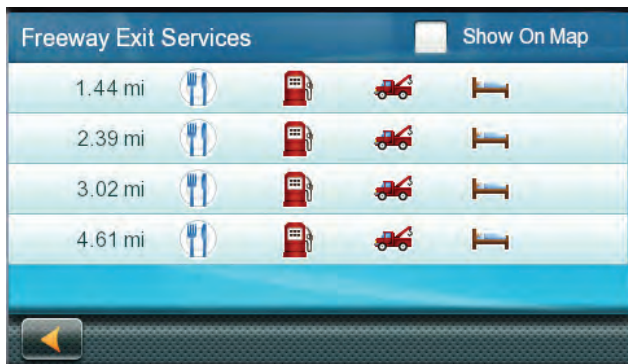 Freeway Exit Services Show On Map
1.44 mi
2.39 mi
3.02 mi
4.61 mi